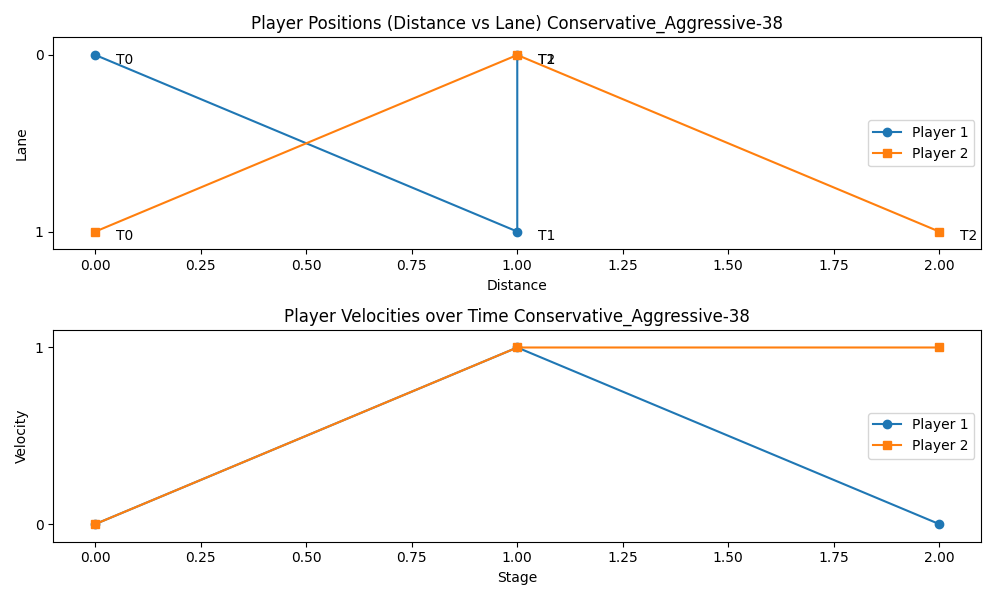 Player Positions (Distance vs Lane) Conservative_Aggressive-38
0
1
Lane
T0
T0
T1
T2
0.00 0.25 0.50 0.75 1.00 1.25 1.50 1.75 2.00
Distance
Player 1
Player 2
Player Velocities over Time Conservative_Aggressive-38
1
0
Velocity
0.00 0.25 0.50 0.75 1.00 1.25 1.50 1.75 2.00
Stage
Player 1
Player 2